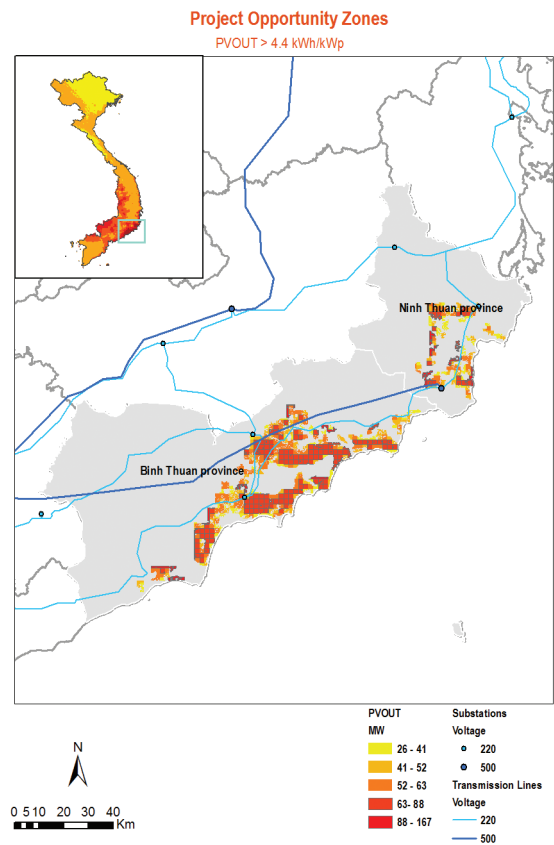 Project Opportunity Zones
PVOUT > 4.4 kWh/kWp
Ninh Thuan province
Binh Thuan province
PVOUT
MW
26 - 41
41 - 52
52 - 63
63- 88
88 - 167
Substations
Voltage
220
500
Transmission Lines
Voltage
220
500
N
0 5 10 20 30 40
Km